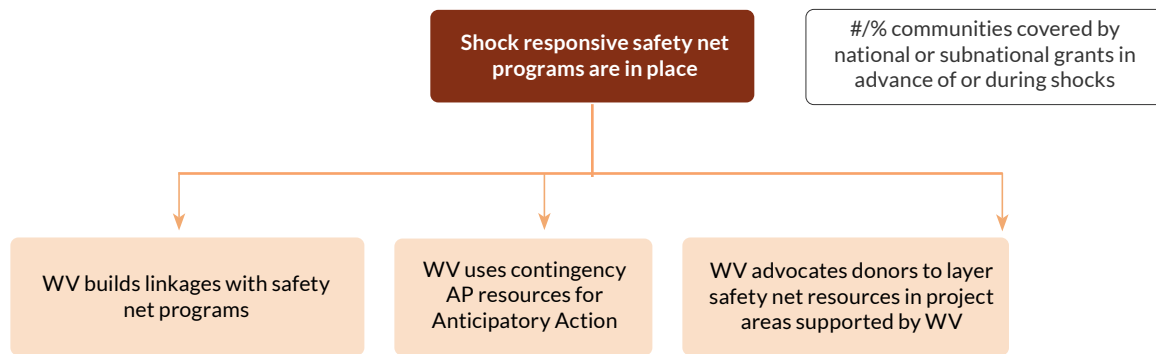 Shock responsive safety net
programs are in place
#/% communities covered by
national or subnational grants in
advance of or during shocks
WV builds linkages with safety
net programs
WV uses contingency
AP resources for
Anticipatory Action
WV advocates donors to layer
safety net resources in project
areas supported by WV